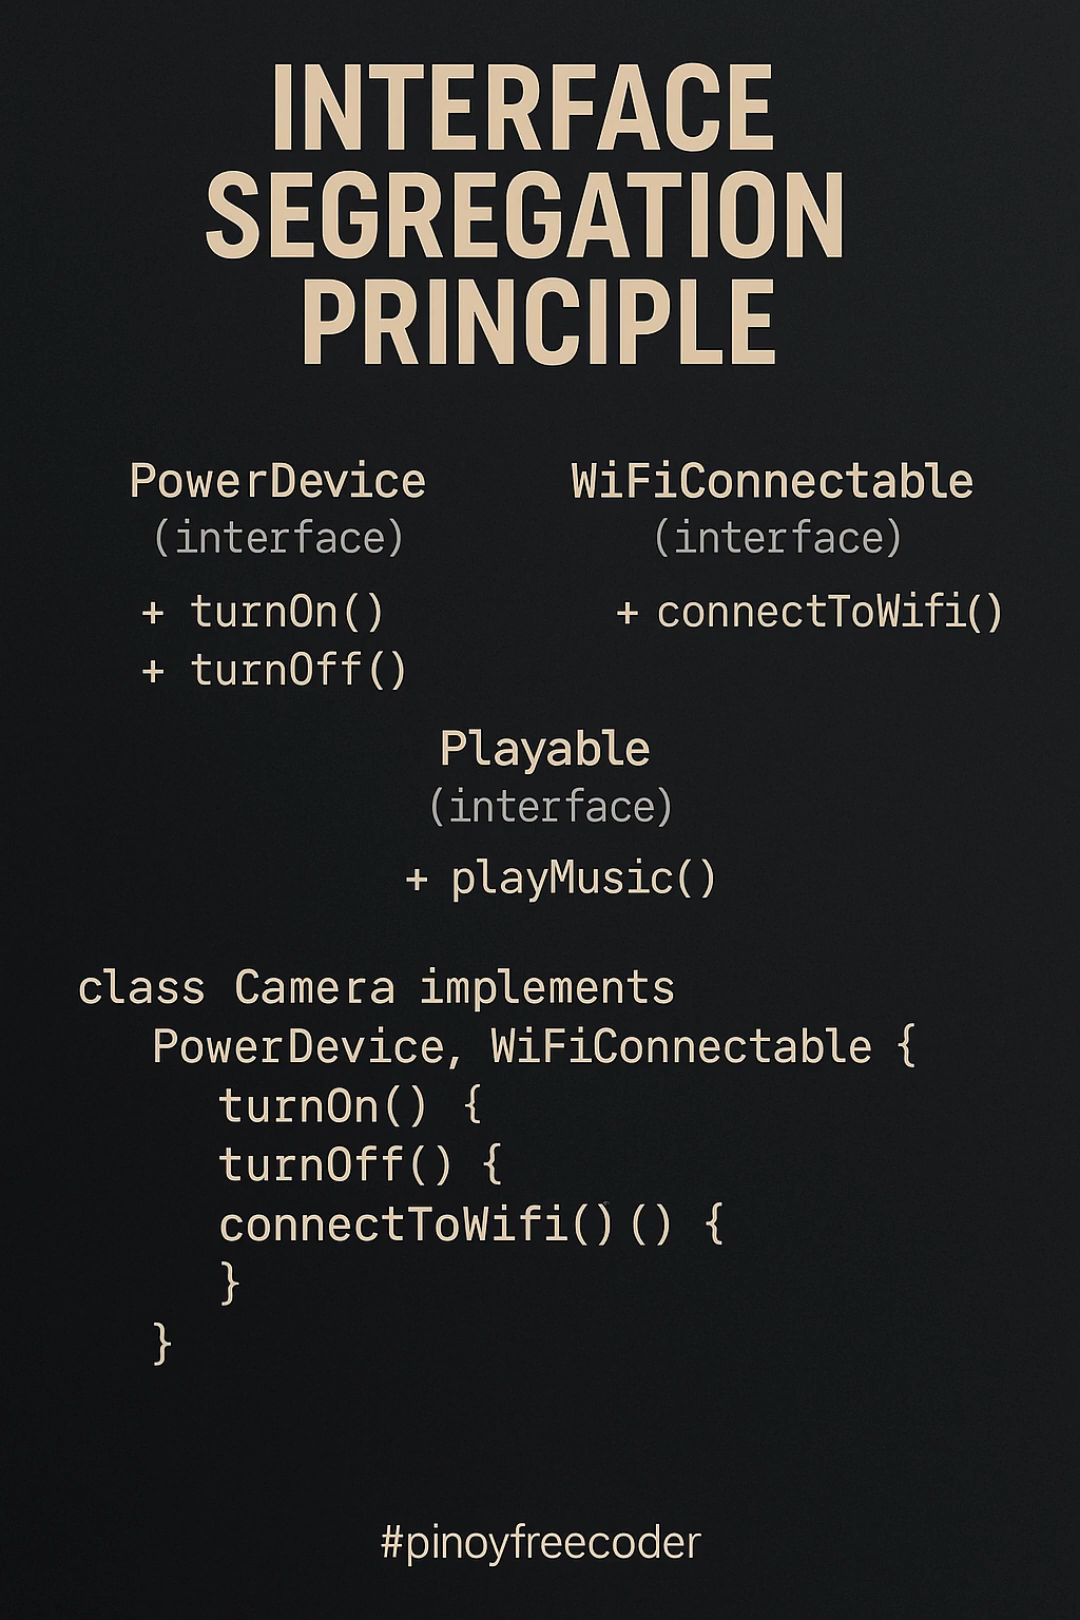 INTERFACE
SEGREGATION
PRINCIPLE
PowerDevice
(interface)
+ turnOn()
+ turnOff()
WiFiConnectable
(interface)
+ connectToWifi()
Playable
(interface)
+ playMusic()
class Camera implements
PowerDevice, WiFiConnectable {
turnOn() {
turnOff() {
connectToWifi()() {
}
}
#pinoyfreecoder